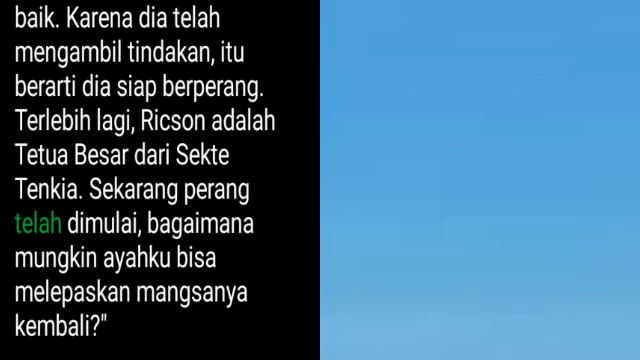 baik. Karena dia telah
mengambil tindakan, itu
berarti dia siap berperang.
Terlebih lagi, Ricson adalah
Tetua Besar dari Sekte
Tenkia. Sekarang perang
telah dimulai, bagaimana
mungkin ayahku bisa
melepaskan mangsanya
kembali?"